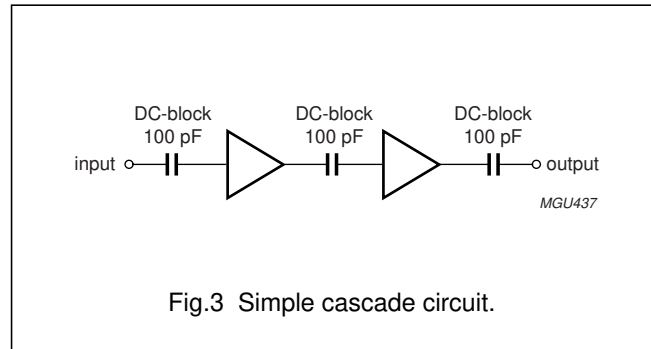 DC-block
100 pF
DC-block
100 pF
DC-block
100 pF
input
output
MGU437
Fig.3 Simple cascade circuit.